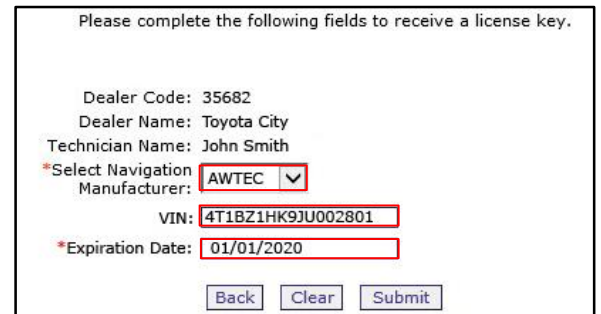 Please complete the following fields to receive a license key.
Dealer Code: 35682
Dealer Name: Toyota City
Technician Name: John Smith
*Select Navigation
Manufacturer: AWTEC
VIN: 4T1BZ1HK9JU002801
*Expiration Date: 01/01/2020
Back Clear Submit